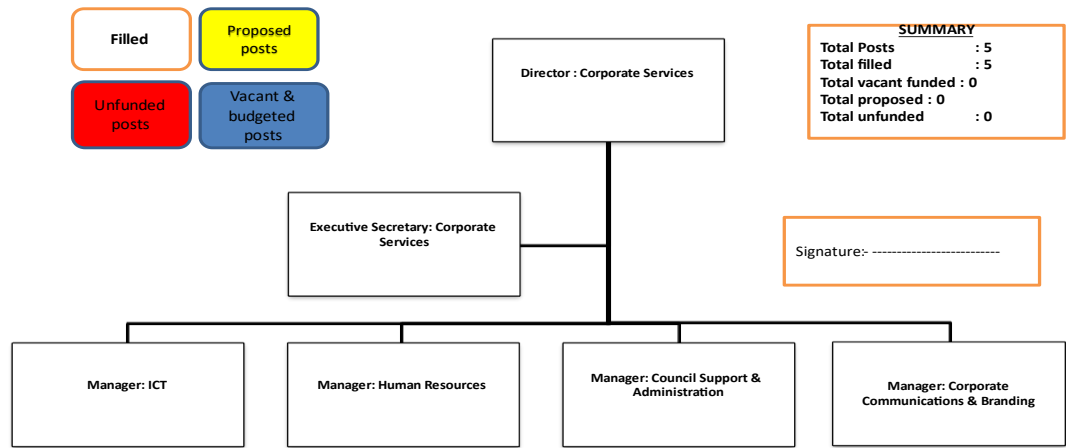 Filled
Proposed
posts
Unfunded
posts
Vacant &
budgeted
posts
Director : Corporate Services
SUMMARY
Total Posts : 5
Total filled : 5
Total vacant funded : 0
Total proposed : 0
Total unfunded : 0
Executive Secretary: Corporate
Services
Signature:- --------------------------
Manager: ICT
Manager: Human Resources
Manager: Council Support &
Administration
Manager: Corporate
Communications & Branding